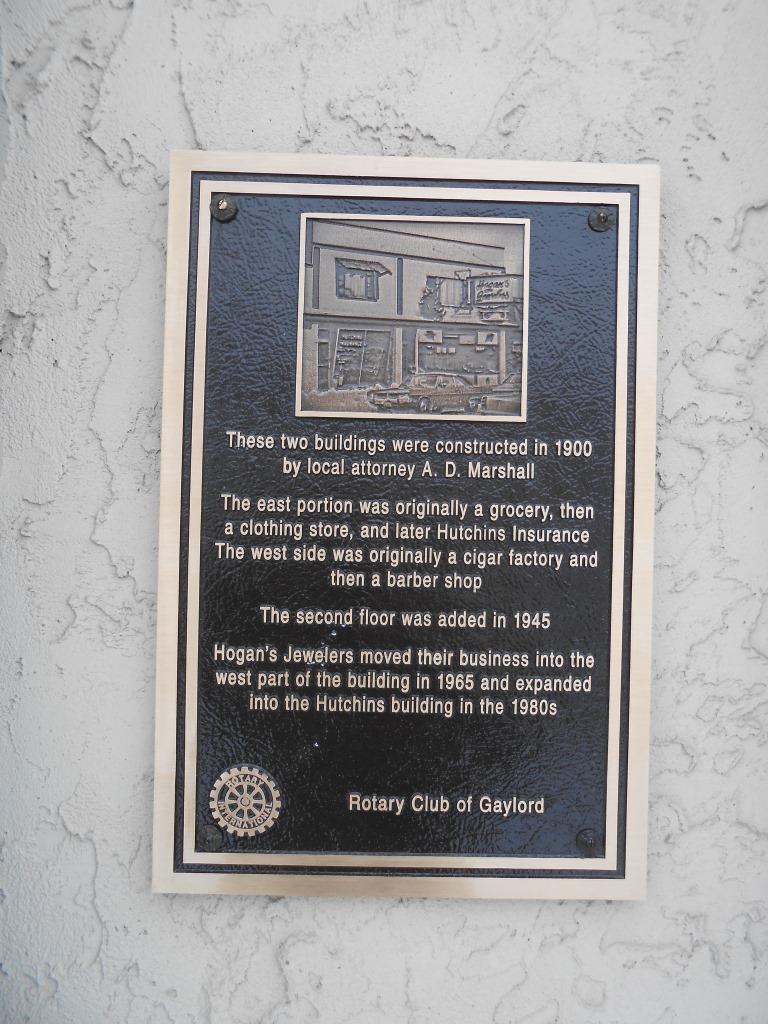 Hogan's
These two buildings were constructed in 1900
by local attorney A. D. Marshall
The east portion was originally a grocery, then
a clothing store, and later Hutchins Insurance
The west side was originally a cigar factory and
then a barber shop
The second floor was added in 1945
Hogan's Jewelers moved their business into the
west part of the building in 1965 and expanded
into the Hutchins building in the 1980s
ROTARY
INTERNATIONAL
Rotary Club of Gaylord